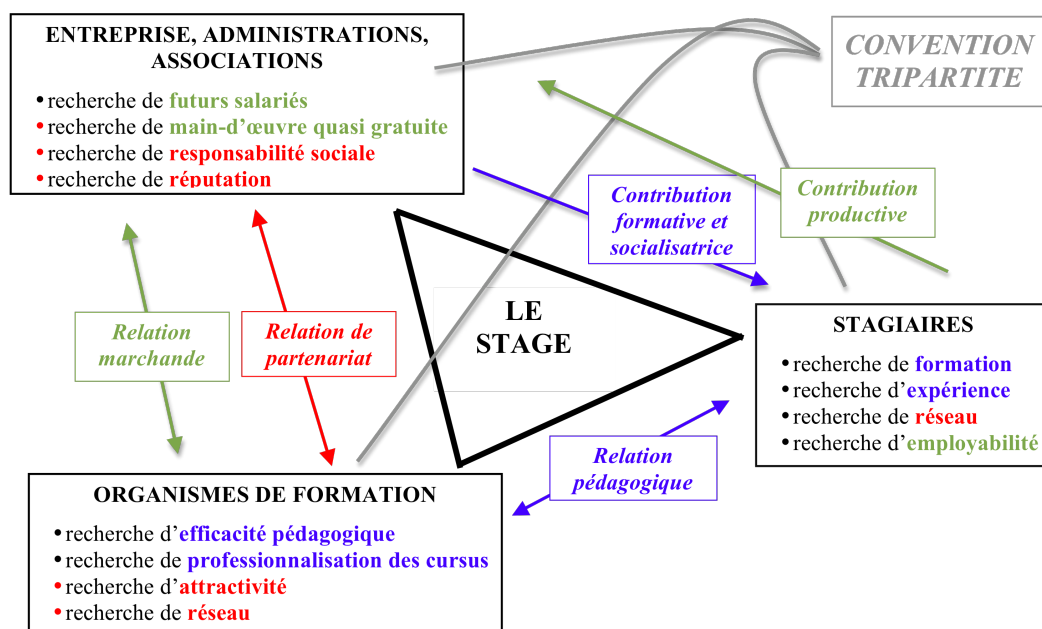 ENTREPRISE, ADMINISTRATIONS,
ASSOCIATIONS
• recherche de futurs salariés
• recherche de main-d’œuvre quasi gratuite
• recherche de responsabilité sociale
• recherche de réputation
CONVENTION
TRIPARTITE
Contribution
formative et
socialisatrice
Contribution
productive
Relation
marchande
Relation de
partenariat
LE
STAGE
STAGIAIRES
• recherche de formation
• recherche d’expérience
• recherche de réseau
• recherche d’employabilité
Relation
pédagogique
ORGANISMES DE FORMATION
• recherche d’efficacité pédagogique
• recherche de professionnalisation des cursus
• recherche d’attractivité
• recherche de réseau